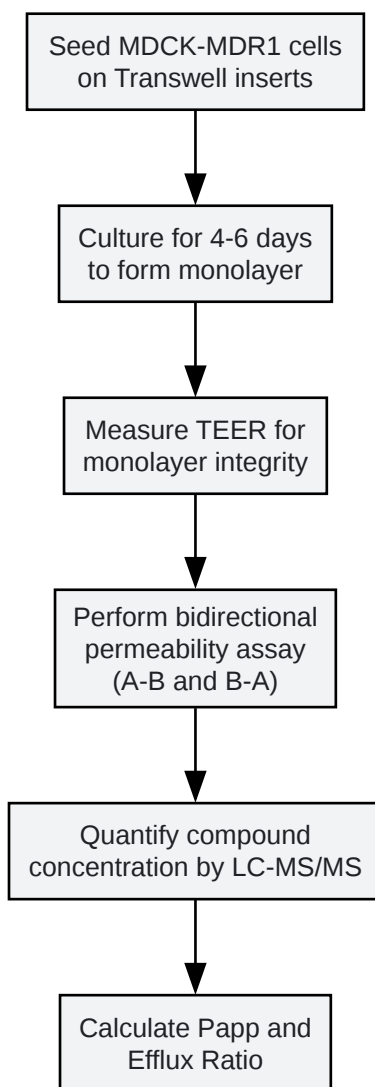 Seed MDCK-MDR1 cells
on Transwell inserts
Culture for 4-6 days
to form monolayer
Measure TEER for
monolayer integrity
Perform bidirectional
permeability assay
(A-B and B-A)
Quantify compound
concentration by LC-MS/MS
Calculate Papp and
Efflux Ratio